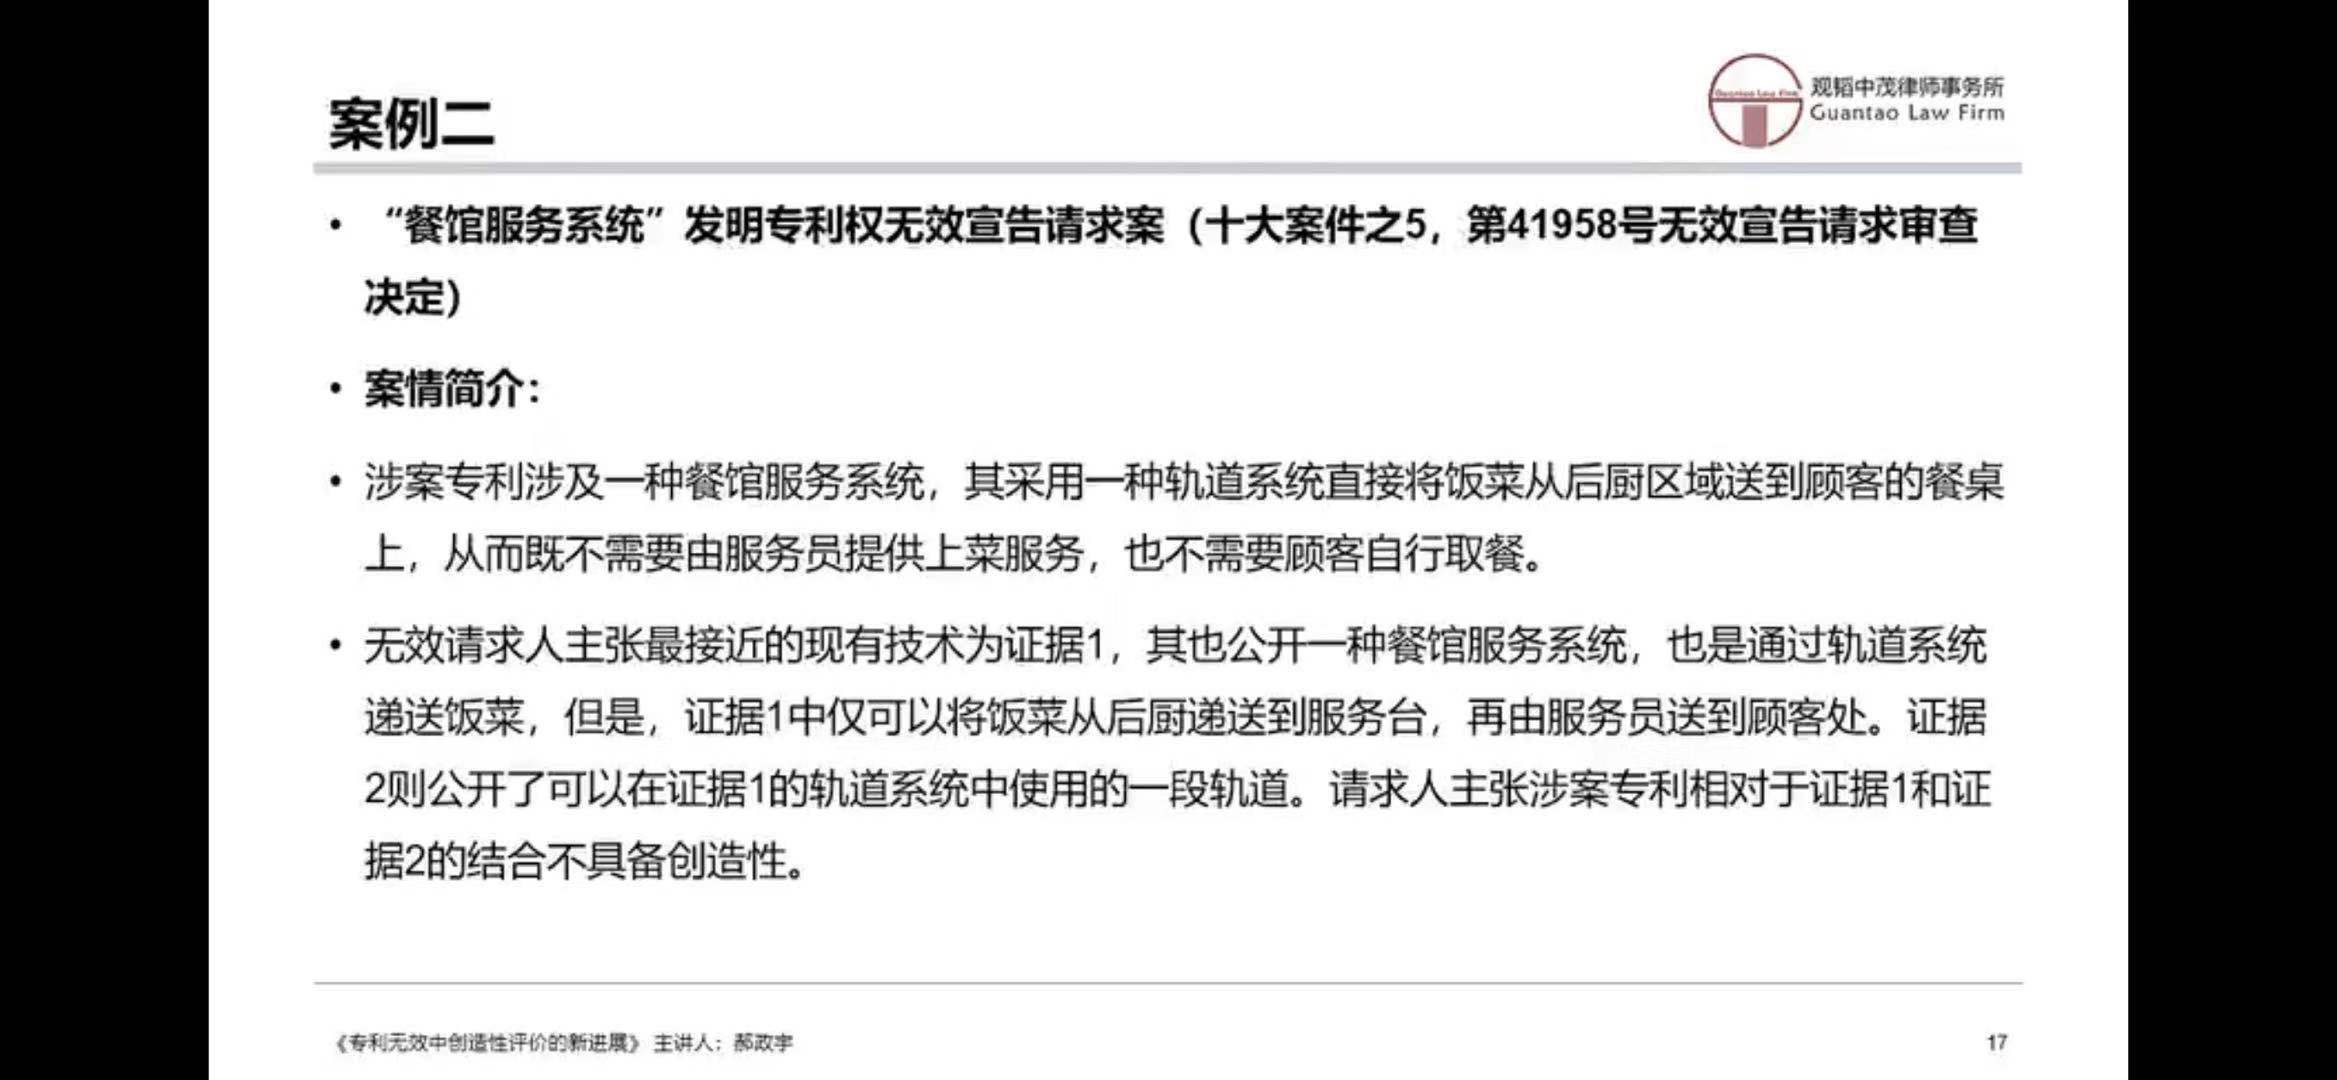 案例二
观韬中茂律师事务所
Guantao Law Firm
Guantao Law Firm
• “餐馆服务系统”发明专利权无效宣告请求案（十大案件之5，第41958号无效宣告请求审查
决定）
• 案情简介：
• 涉案专利涉及一种餐馆服务系统，其采用一种轨道系统直接将饭菜从后厨区域送到顾客的餐桌
上，从而既不需要由服务员提供上菜服务，也不需要顾客自行取餐。
• 无效请求人主张最接近的现有技术为证据1，其也公开一种餐馆服务系统，也是通过轨道系统
递送饭菜，但是，证据1中仅可以将饭菜从后厨递送到服务台，再由服务员送到顾客处。证据
2则公开了可以在证据1的轨道系统中使用的一段轨道。请求人主张涉案专利相对于证据1和证
据2的结合不具备创造性。
《专利无效中创造性评价的新进展》 主讲人：郝政宇
17